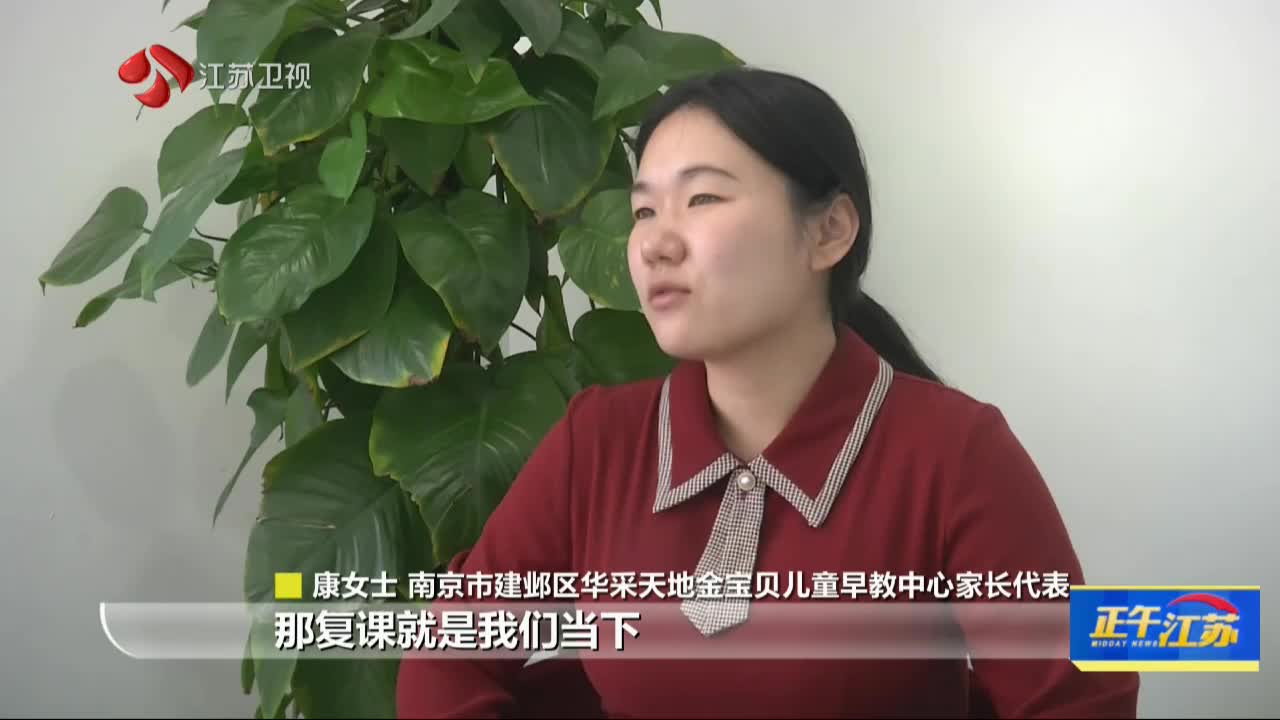 江苏卫视
康女士 南京市建邺区华采天地金宝贝儿童早教中心家长代表
那复课就是我们当下
正午江苏
MIDDAY NEWS